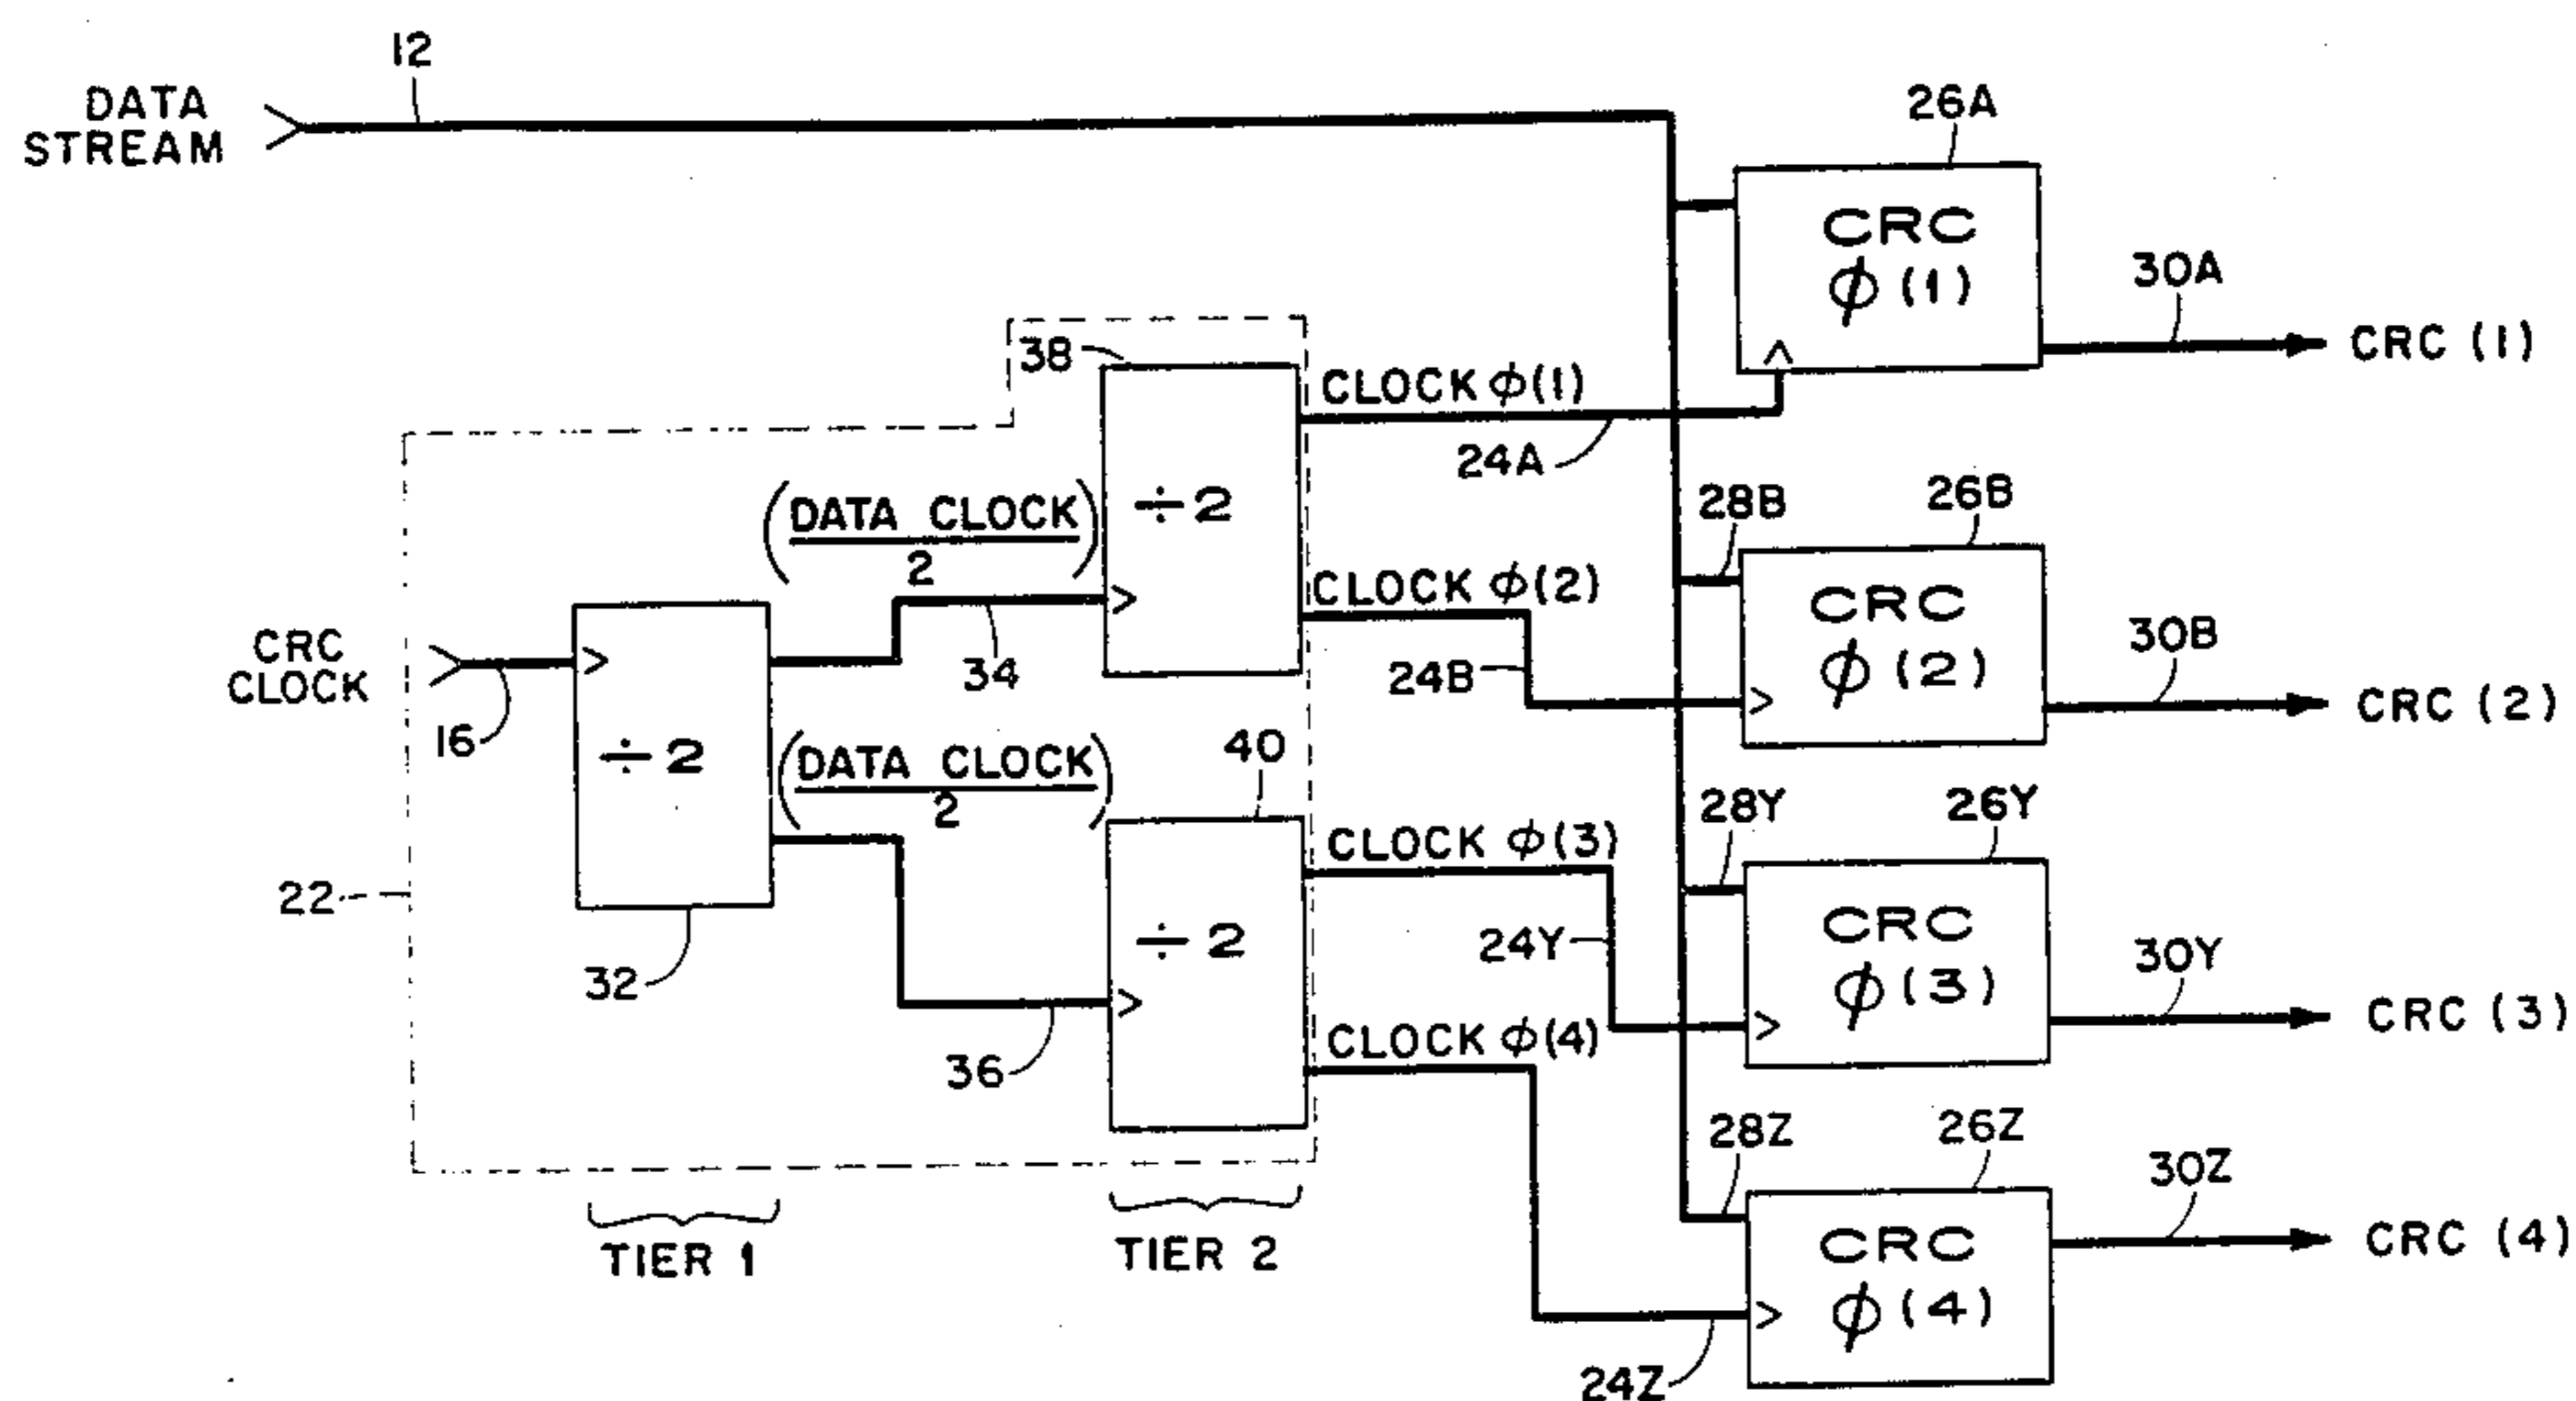 12
DATA
STREAM
26A
CRC
ϕ (1)
30A
CRC (1)
38
CLOCK ϕ(1)
24A
(DATA CLOCK
2)
÷2
28B
26B
CLOCK ϕ(2)
CRC
ϕ (2)
30B
CRC (2)
CRC
CLOCK
16
34
24B
÷2
(DATA CLOCK
2)
40
28Y
26Y
CLOCK ϕ(3)
CRC
ϕ (3)
30Y
CRC (3)
22
÷2
24Y
32
36
CLOCK ϕ(4)
28Z
26Z
30Z
CRC
ϕ (4)
CRC (4)
TIER 1
TIER 2
24Z